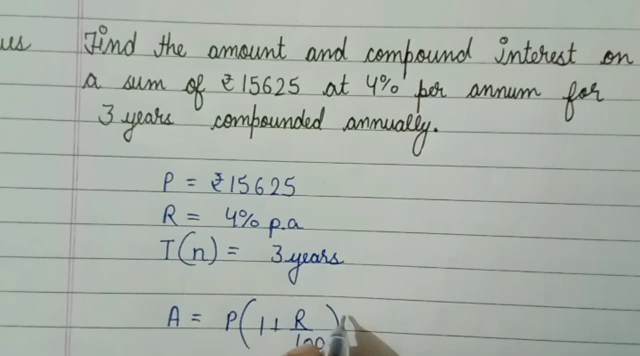 us Find the amount and compound interest on
a sum of ₹15625 at 4% per annum for
3 years compounded annually.
P = ₹15625
R = 4% p.a
T(n) = 3 years
A = P(1+ R/100)